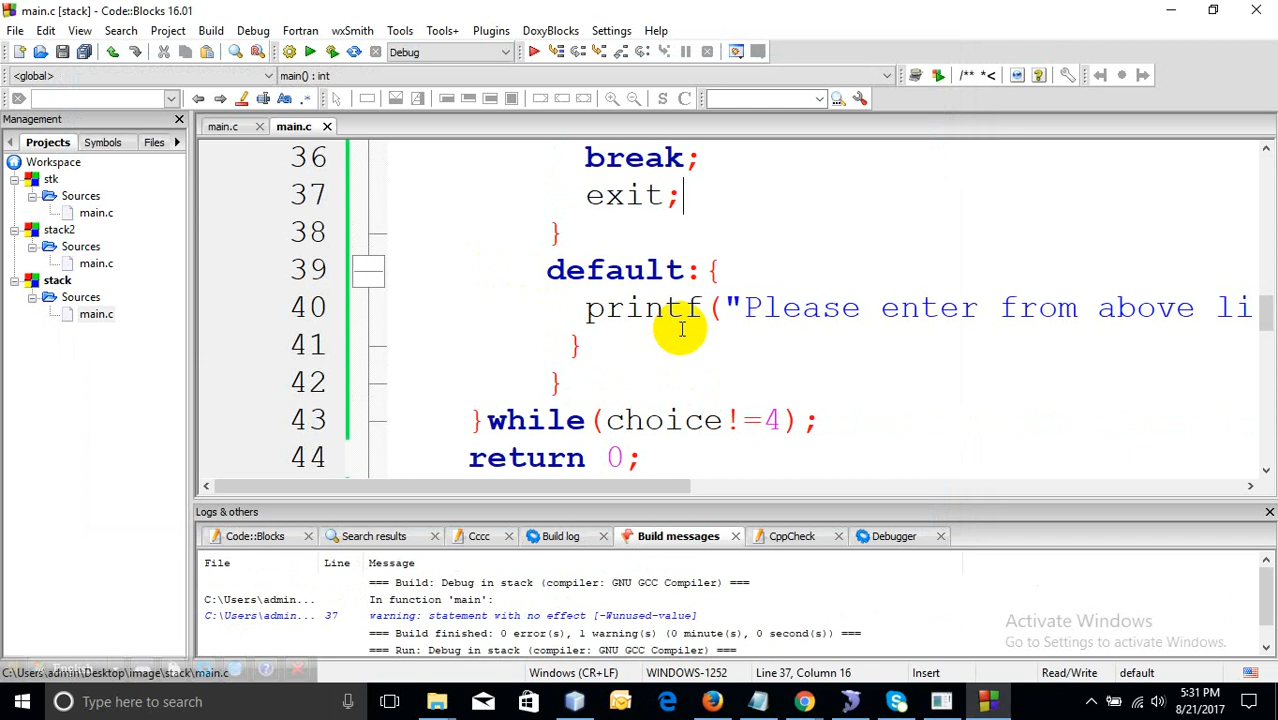 main.c [stack] - Code::Blocks 16.01
File Edit View Search Project Build Debug Fortran wxSmith Tools Tools+ Plugins DoxyBlocks Settings Help
Debug
<global> main() : int
/** *<
Aa .* S C
Management
main.c main.c
Projects Symbols Files
Workspace
stk
Sources
main.c
stack2
Sources
main.c
stack
Sources
main.c
36 break;
37 exit;
38 }
39 default:{
40 printf("Please enter from above li
41 }
42 }
43 }while(choice!=4);
44 return 0;
Logs & others
Code::Blocks Search results Cccc Build log Build messages CppCheck Debugger
File Line Message
=== Build: Debug in stack (compiler: GNU GCC Compiler) ===
C:\Users\admin... In function 'main':
C:\Users\admin... 37 warning: statement with no effect [-Wunused-value]
=== Build finished: 0 error(s), 1 warning(s) (0 minute(s), 0 second(s)) ===
=== Run: Debug in stack (compiler: GNU GCC Compiler) ===
Activate Windows
Go to Settings to activate Windows.
C:\Users\admin\Desktop\image\stack\main.c Windows (CR+LF) WINDOWS-1252 Line 37, Column 16 Insert Read/Write default
Type here to search
5:31 PM
8/21/2017